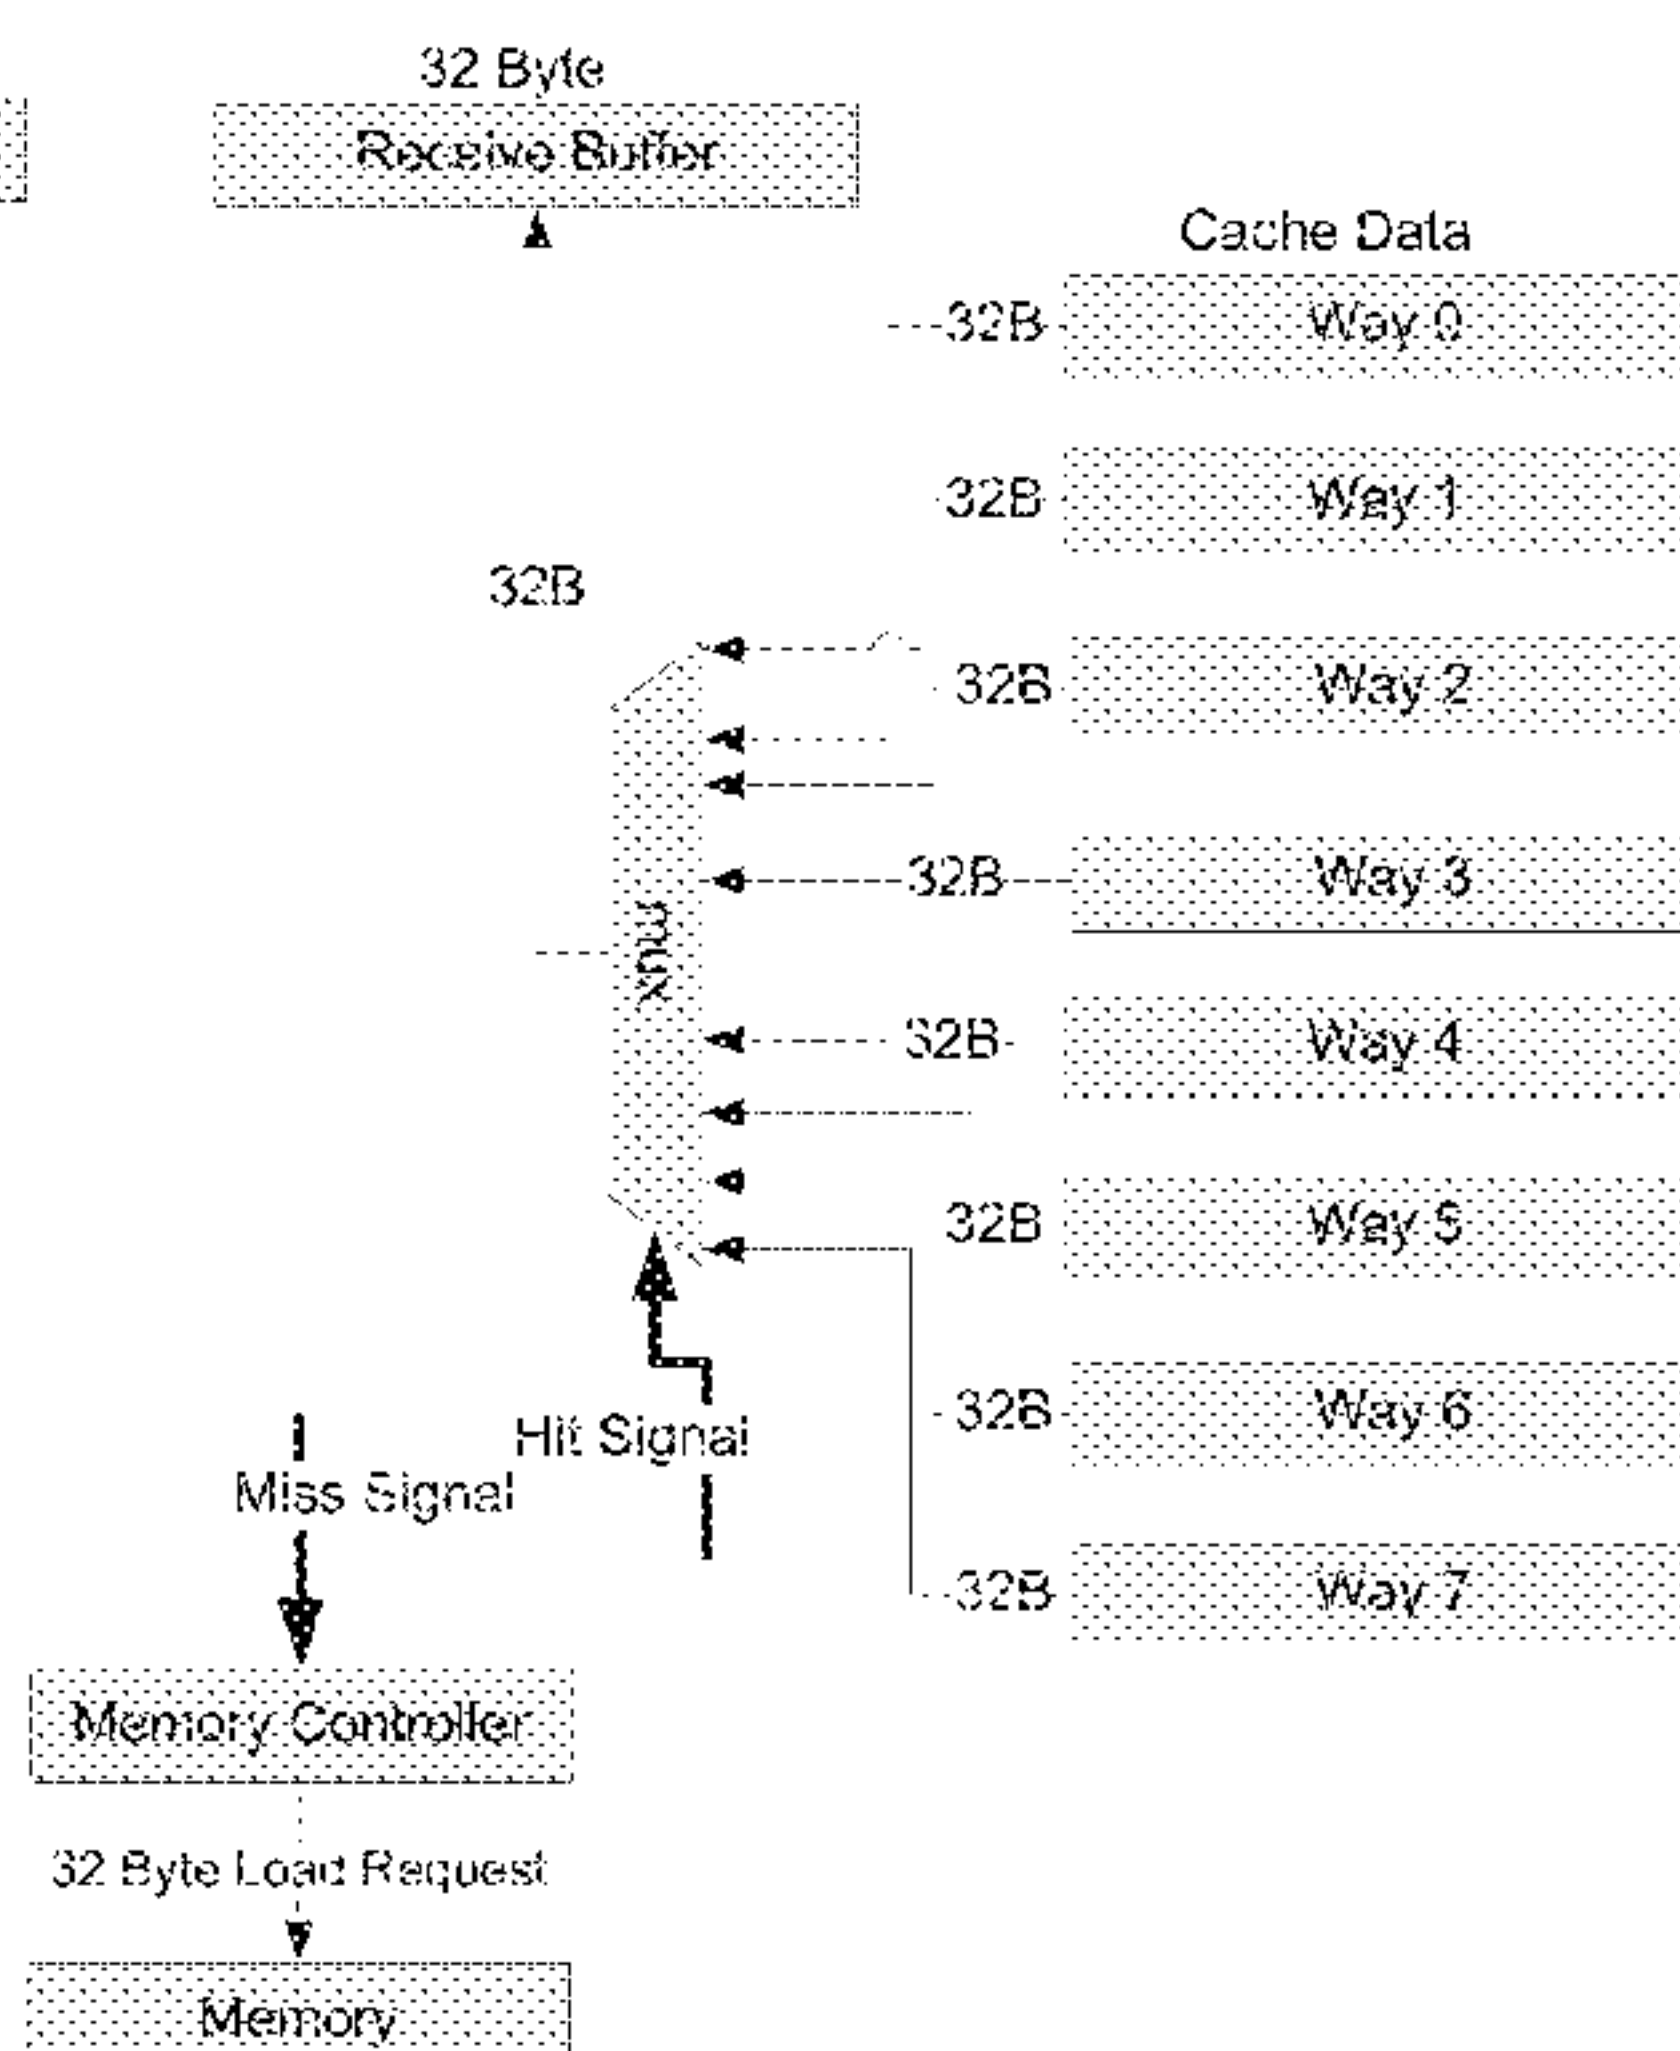 32 Byte
Receive Buffer
Cache Data
32B
Way 0
32B
Way 1
32B
32B
Way 2
32B
Way 3
mux
32B
Way 4
32B
Way 5
32B
Way 6
Hit Signal
Miss Signal
32B
Way 7
Memory Controller
32 Byte Load Request
Memory